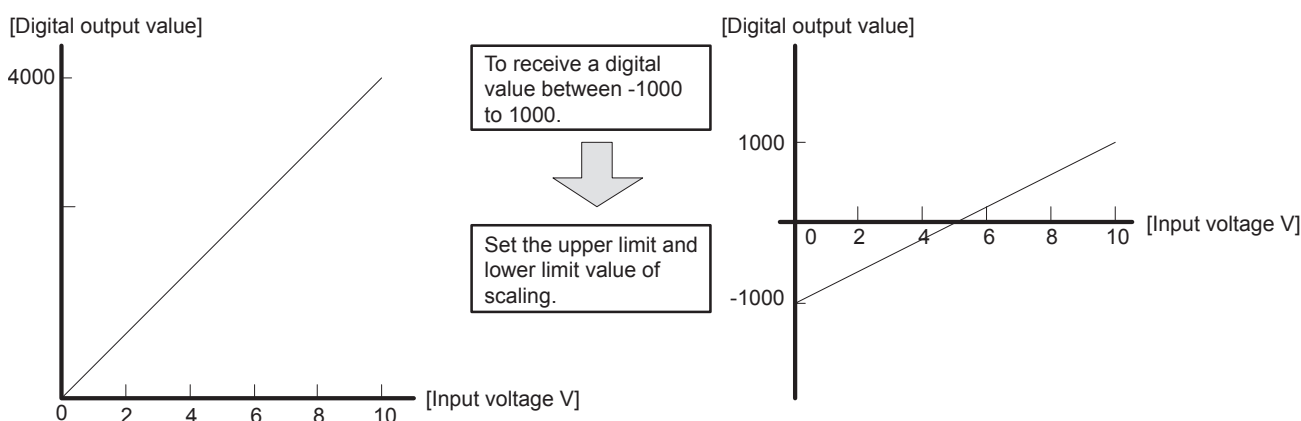 [Digital output value]
4000
0
2
4
6
8
10
[Input voltage V]
To receive a digital
value between -1000
to 1000.
Set the upper limit and
lower limit value of
scaling.
[Digital output value]
1000
0
2
4
6
8
10
[Input voltage V]
-1000